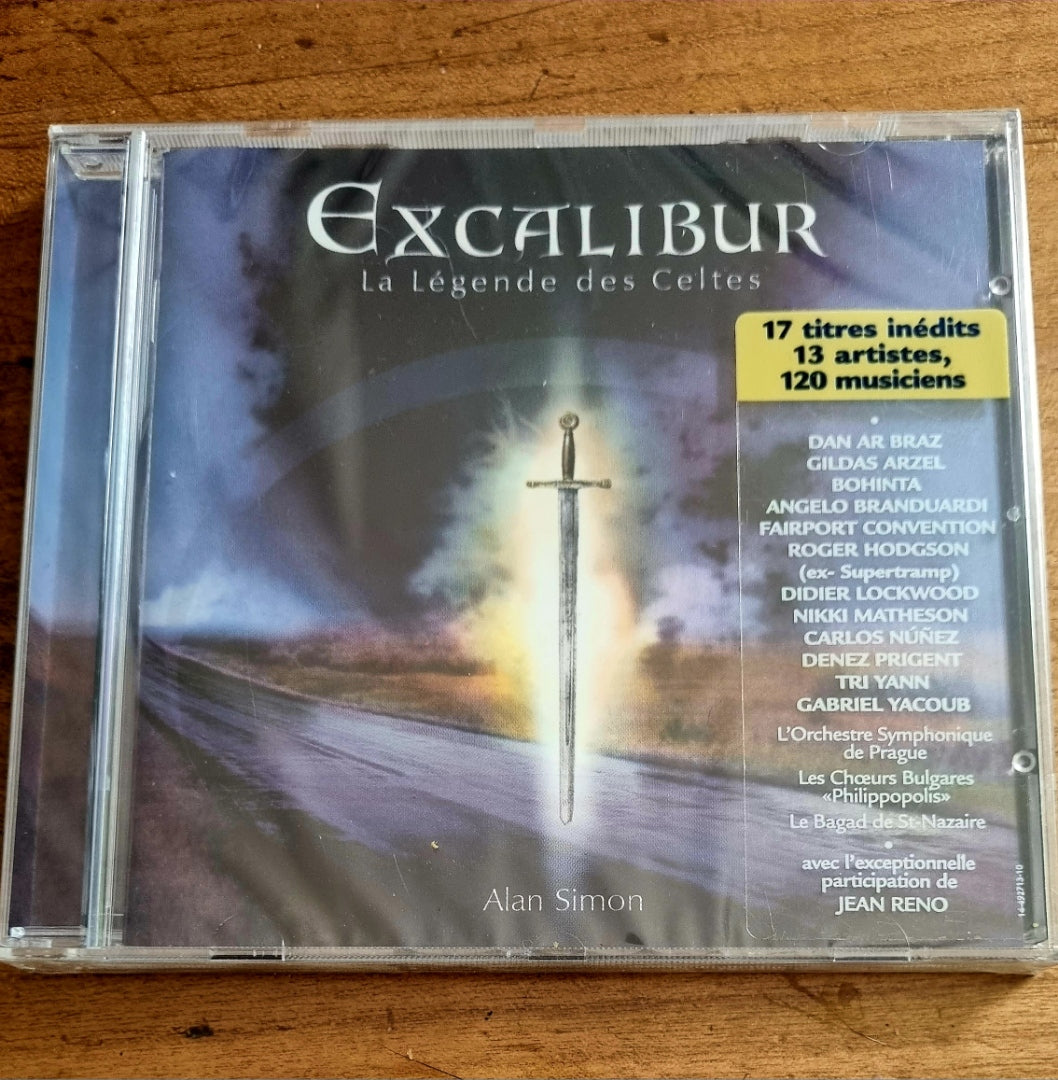 EXCALIBUR
La Légende des Celtes
17 titres inédits
13 artistes,
120 musiciens
DAN AR BRAZ
GILDAS ARZEL
BOHINTA
ANGELO BRANDUARDI
FAIRPORT CONVENTION
ROGER HODGSON
(ex- Supertramp)
DIDIER LOCKWOOD
NIKKI MATHESON
CARLOS NÚÑEZ
DENEZ PRIGENT
TRI YANN
GABRIEL YACOUB
L'Orchestre Symphonique
de Prague
Les Chœurs Bulgares
«Philippopolis»
Le Bagad de St-Nazaire
avec l'exceptionnelle
participation de
JEAN RENO
14-492713-10
Alan Simon